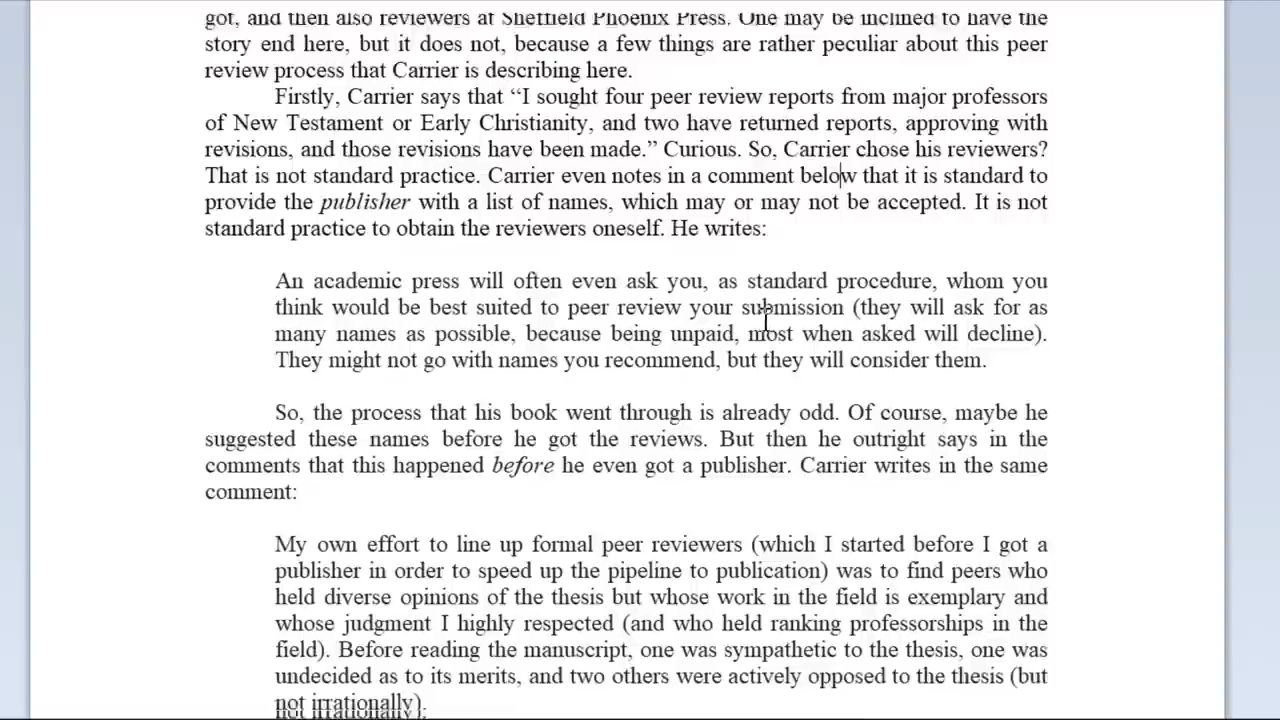 got, and then also reviewers at Sheffield Phoenix Press. One may be inclined to have the
story end here, but it does not, because a few things are rather peculiar about this peer
review process that Carrier is describing here.
Firstly, Carrier says that “I sought four peer review reports from major professors
of New Testament or Early Christianity, and two have returned reports, approving with
revisions, and those revisions have been made.” Curious. So, Carrier chose his reviewers?
That is not standard practice. Carrier even notes in a comment below that it is standard to
provide the publisher with a list of names, which may or may not be accepted. It is not
standard practice to obtain the reviewers oneself. He writes:
An academic press will often even ask you, as standard procedure, whom you
think would be best suited to peer review your submission (they will ask for as
many names as possible, because being unpaid, most when asked will decline).
They might not go with names you recommend, but they will consider them.
So, the process that his book went through is already odd. Of course, maybe he
suggested these names before he got the reviews. But then he outright says in the
comments that this happened before he even got a publisher. Carrier writes in the same
comment:
My own effort to line up formal peer reviewers (which I started before I got a
publisher in order to speed up the pipeline to publication) was to find peers who
held diverse opinions of the thesis but whose work in the field is exemplary and
whose judgment I highly respected (and who held ranking professorships in the
field). Before reading the manuscript, one was sympathetic to the thesis, one was
undecided as to its merits, and two others were actively opposed to the thesis (but
not irrationally).